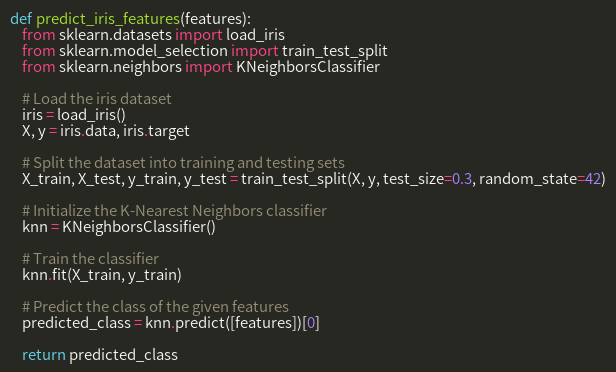 def predict_iris_features(features):
from sklearn.datasets import load_iris
from sklearn.model_selection import train_test_split
from sklearn.neighbors import KNeighborsClassifier
# Load the iris dataset
iris = load_iris()
X, y = iris.data, iris.target
# Split the dataset into training and testing sets
X_train, X_test, y_train, y_test = train_test_split(X, y, test_size=0.3, random_state=42)
# Initialize the K-Nearest Neighbors classifier
knn = KNeighborsClassifier()
# Train the classifier
knn.fit(X_train, y_train)
# Predict the class of the given features
predicted_class = knn.predict([features])[0]
return predicted_class